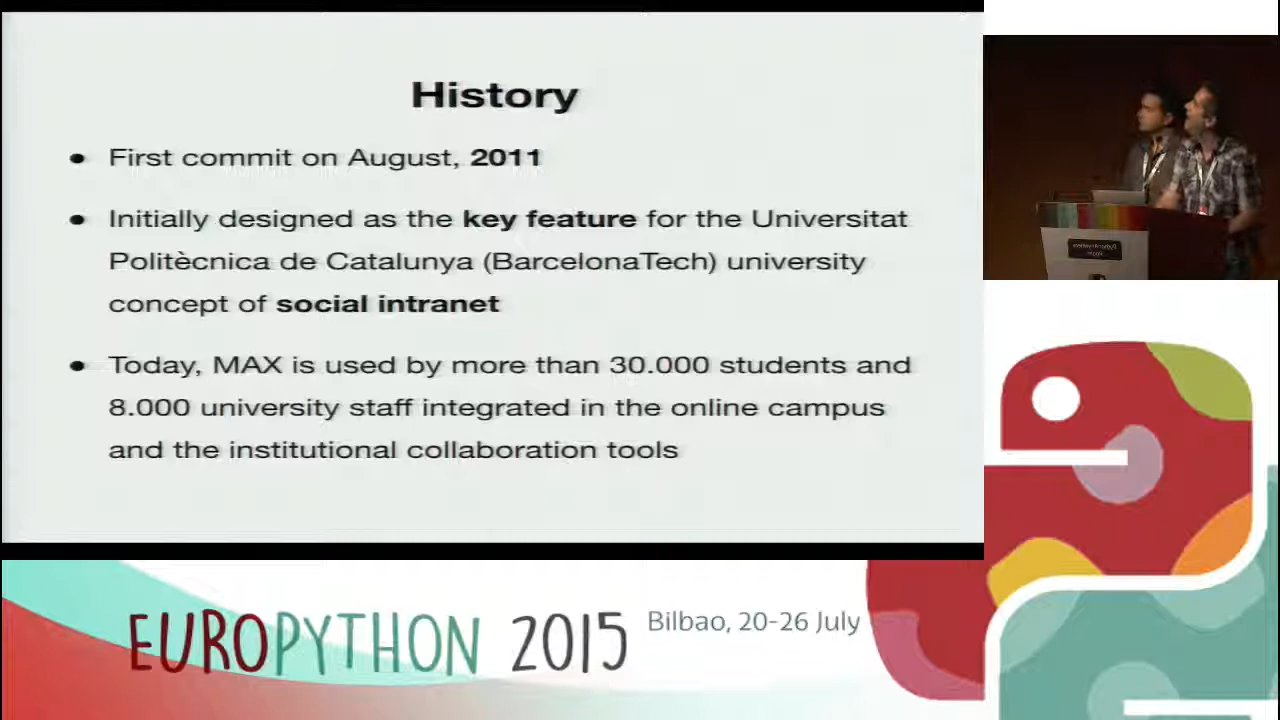 History
• First commit on August, 2011
• Initially designed as the key feature for the Universitat
Politècnica de Catalunya (BarcelonaTech) university
concept of social intranet
• Today, MAX is used by more than 30.000 students and
8.000 university staff integrated in the online campus
and the institutional collaboration tools
EUROPYTHON 2015
Bilbao, 20-26 July